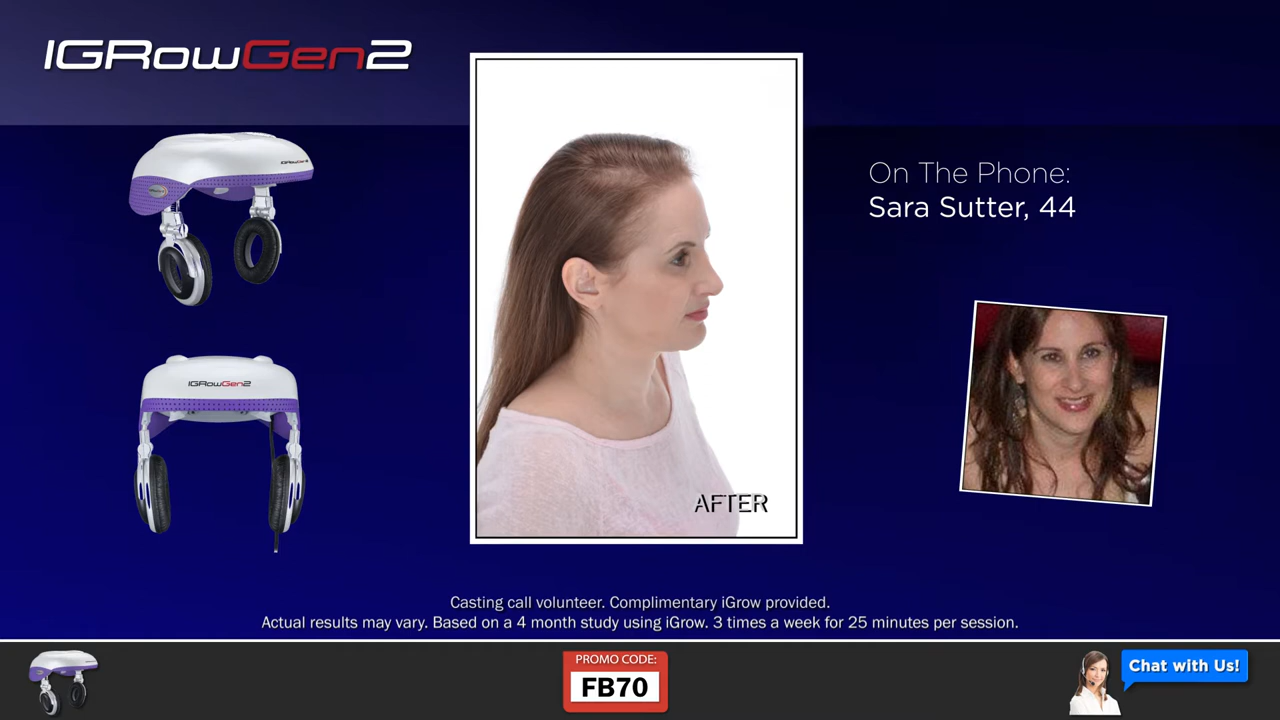 IGRowGen2
On The Phone:
Sara Sutter, 44
IGRowGen2
AFTER
Casting call volunteer. Complimentary iGrow provided.
Actual results may vary. Based on a 4 month study using iGrow. 3 times a week for 25 minutes per session.
PROMO CODE:
FB70
Chat with Us!